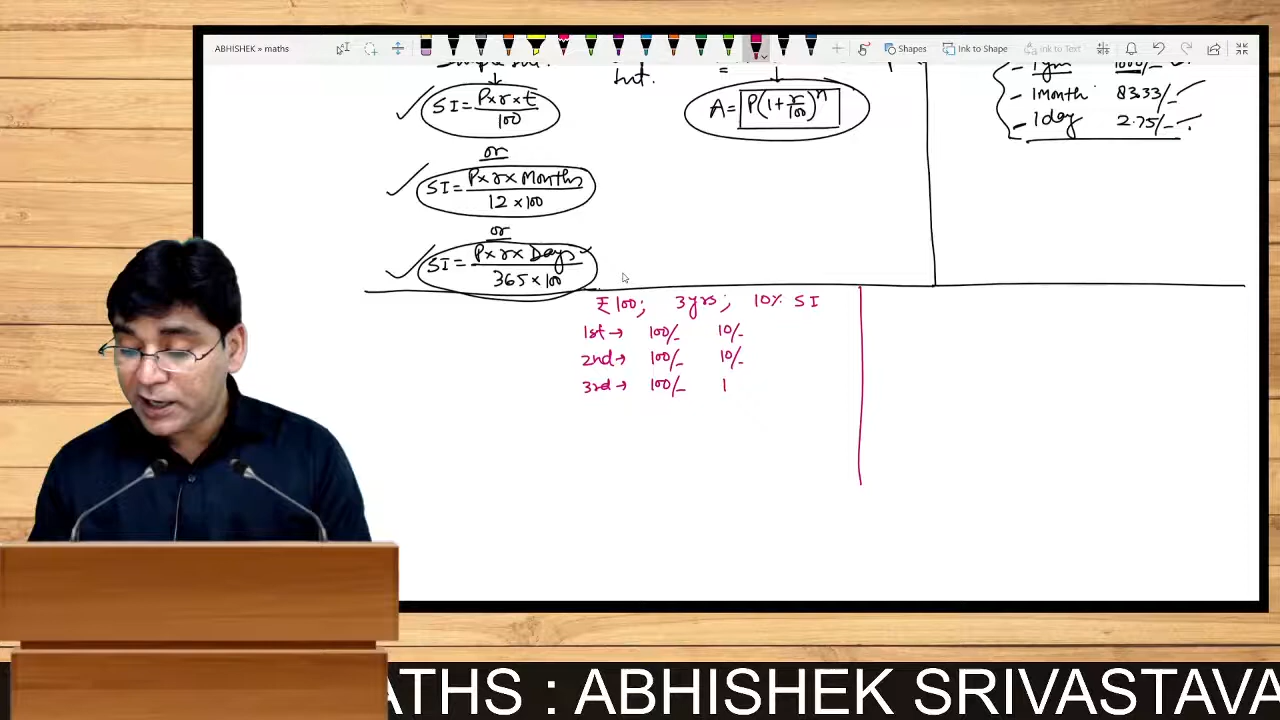 ABHISHEK » maths
Shapes Ink to Shape Ink to Text
Int.
=
SI = P×r×t/100
A = P(1+r/100)^n
1000/-
1 Month 83.33/-
1 day 2.75/-
or
SI = P×r×Months/12×100
or
SI = P×r×Days/365×100
₹100; 3yrs; 10% SI
1st→ 100/- 10/-
2nd→ 100/- 10/-
3rd→ 100/- 1
ATHS : ABHISHEK SRIVASTAVA